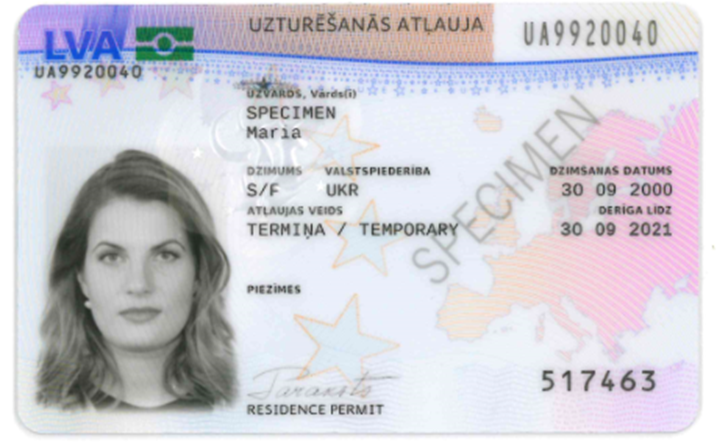 UZTURĒŠANĀS ATĻAUJA
UA9920040
LVA
UA9920040
UZVĀRDS, Vārds(i)
SPECIMEN
Maria
DZIMUMS VALSTSPIEDERĪBA DZIMŠANAS DATUMS
S/F UKR 30 09 2000
ATĻAUJAS VEIDS DERĪGA LĪDZ
TERMIŅA / TEMPORARY 30 09 2021
SPECIMEN
PIEZĪMES
Paraksts
517463
RESIDENCE PERMIT